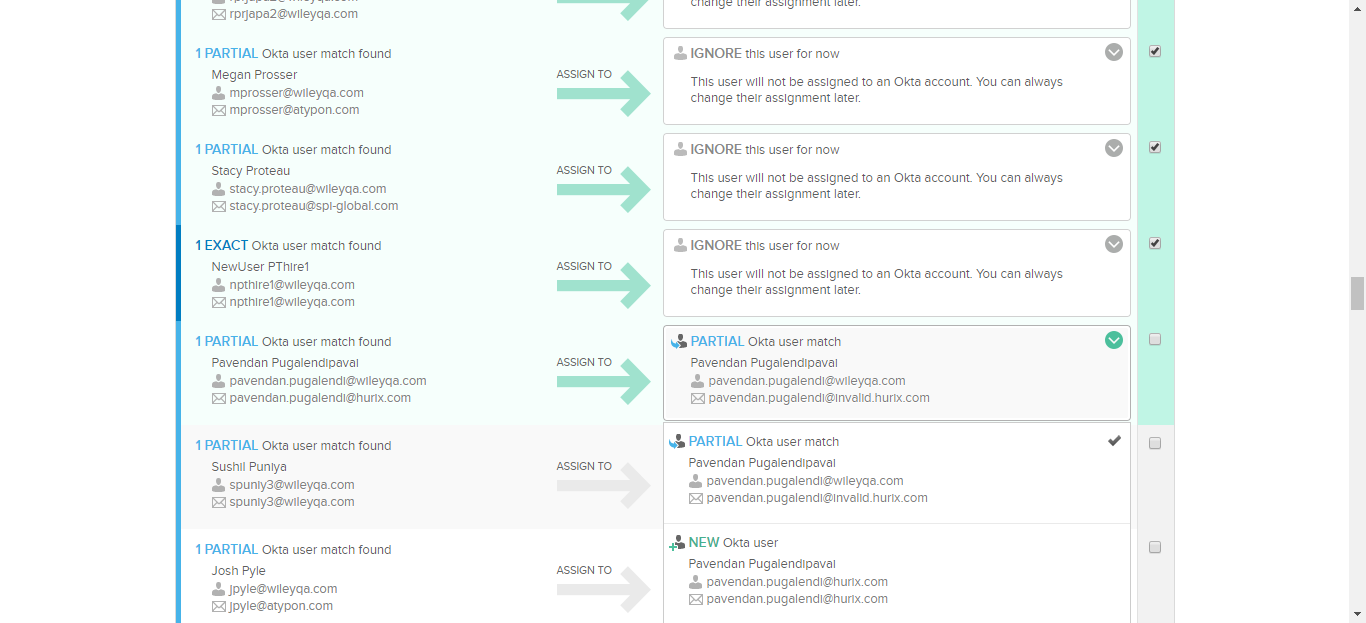 rprjapa2@wileyqa.com
change their assignment later.
1 PARTIAL Okta user match found
Megan Prosser
mprosser@wileyqa.com
mprosser@atypon.com
ASSIGN TO
IGNORE this user for now
This user will not be assigned to an Okta account. You can always
change their assignment later.
1 PARTIAL Okta user match found
Stacy Proteau
stacy.proteau@wileyqa.com
stacy.proteau@spi-global.com
ASSIGN TO
IGNORE this user for now
This user will not be assigned to an Okta account. You can always
change their assignment later.
1 EXACT Okta user match found
NewUser PThire1
npthire1@wileyqa.com
npthire1@wileyqa.com
ASSIGN TO
IGNORE this user for now
This user will not be assigned to an Okta account. You can always
change their assignment later.
1 PARTIAL Okta user match found
Pavendan Pugalendipavai
pavendan.pugalendi@wileyqa.com
pavendan.pugalendi@hurix.com
ASSIGN TO
PARTIAL Okta user match
Pavendan Pugalendipavai
pavendan.pugalendi@wileyqa.com
pavendan.pugalendi@invalid.hurix.com
1 PARTIAL Okta user match found
Sushil Puniya
spuniy3@wileyqa.com
spuniy3@wileyqa.com
ASSIGN TO
PARTIAL Okta user match
Pavendan Pugalendipavai
pavendan.pugalendi@wileyqa.com
pavendan.pugalendi@invalid.hurix.com
1 PARTIAL Okta user match found
Josh Pyle
jpyle@wileyqa.com
jpyle@atypon.com
ASSIGN TO
NEW Okta user
Pavendan Pugalendipavai
pavendan.pugalendi@hurix.com
pavendan.pugalendi@hurix.com